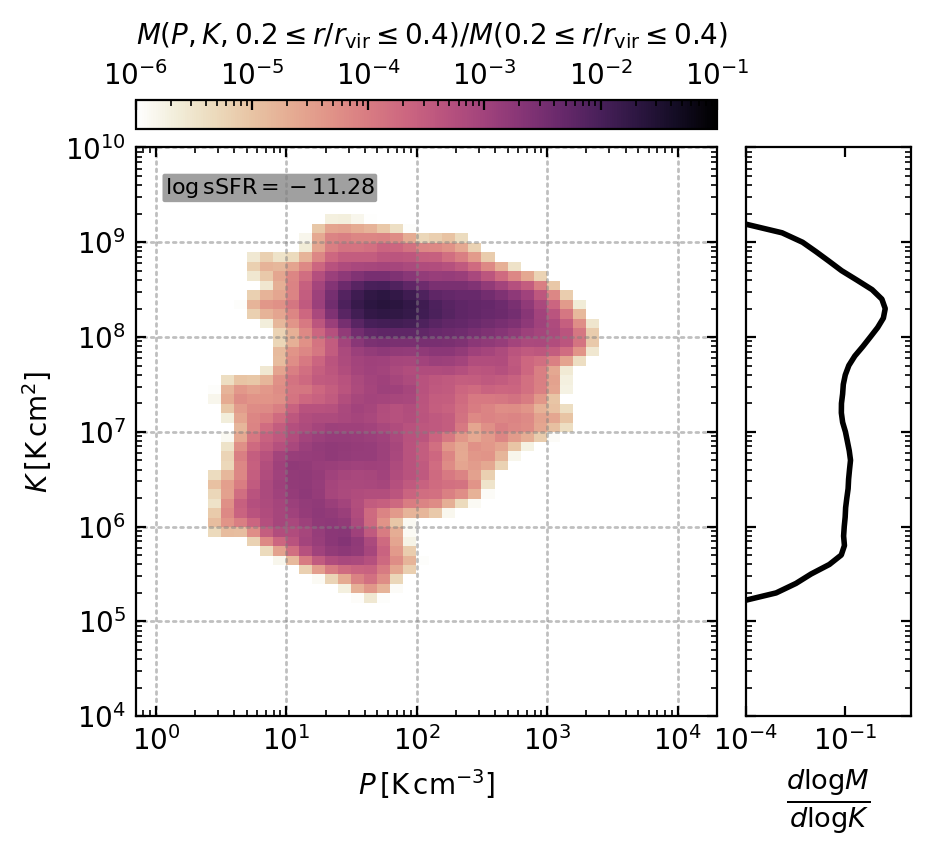 M(P, K, 0.2 ≤ r/r_vir ≤ 0.4)/M(0.2 ≤ r/r_vir ≤ 0.4)
10^−6 10^−5 10^−4 10^−3 10^−2 10^−1
log sSFR = −11.28
10^10
10^9
10^8
10^7
10^6
10^5
10^4
K [K cm^2]
10^0 10^1 10^2 10^3 10^4
P [K cm^−3]
10^−4 10^−1
dlogM
dlogK